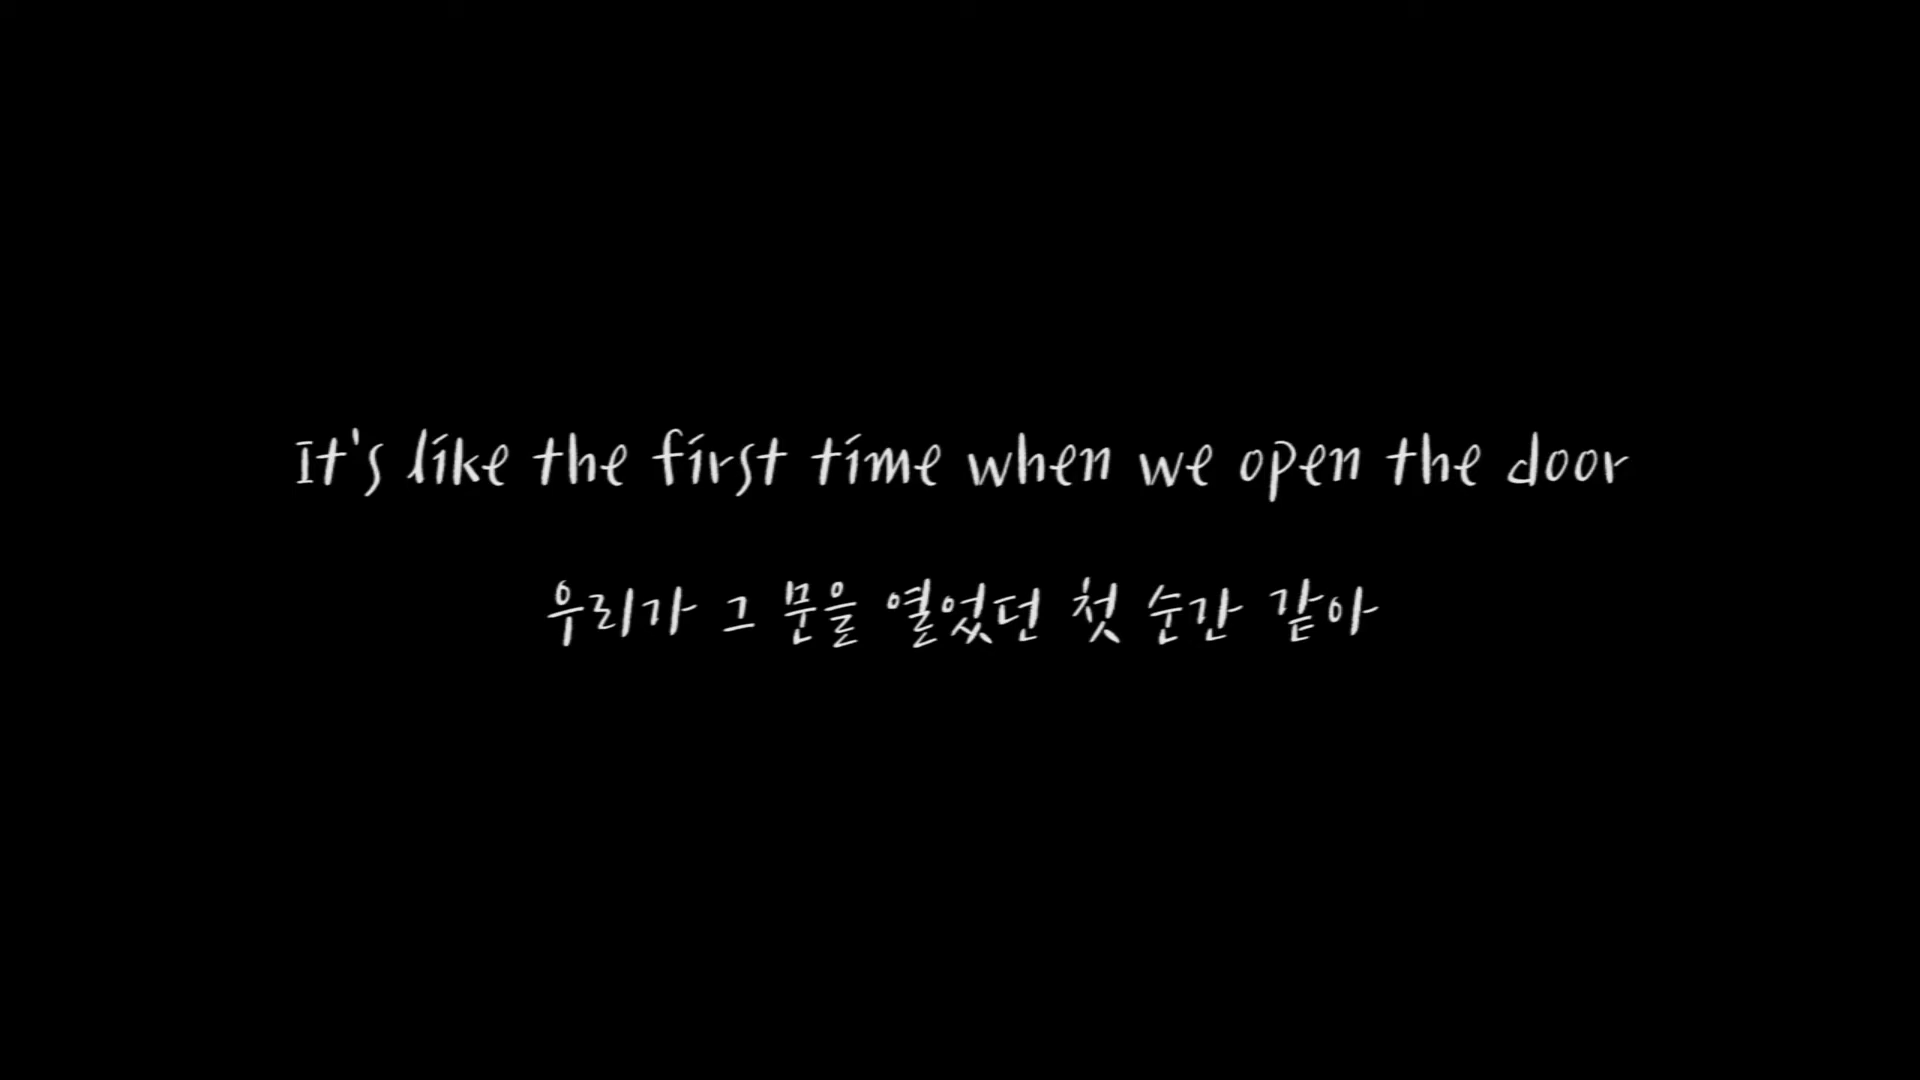 It's like the first time when we open the door
우리가 그 문을 열었던 첫 순간 같아